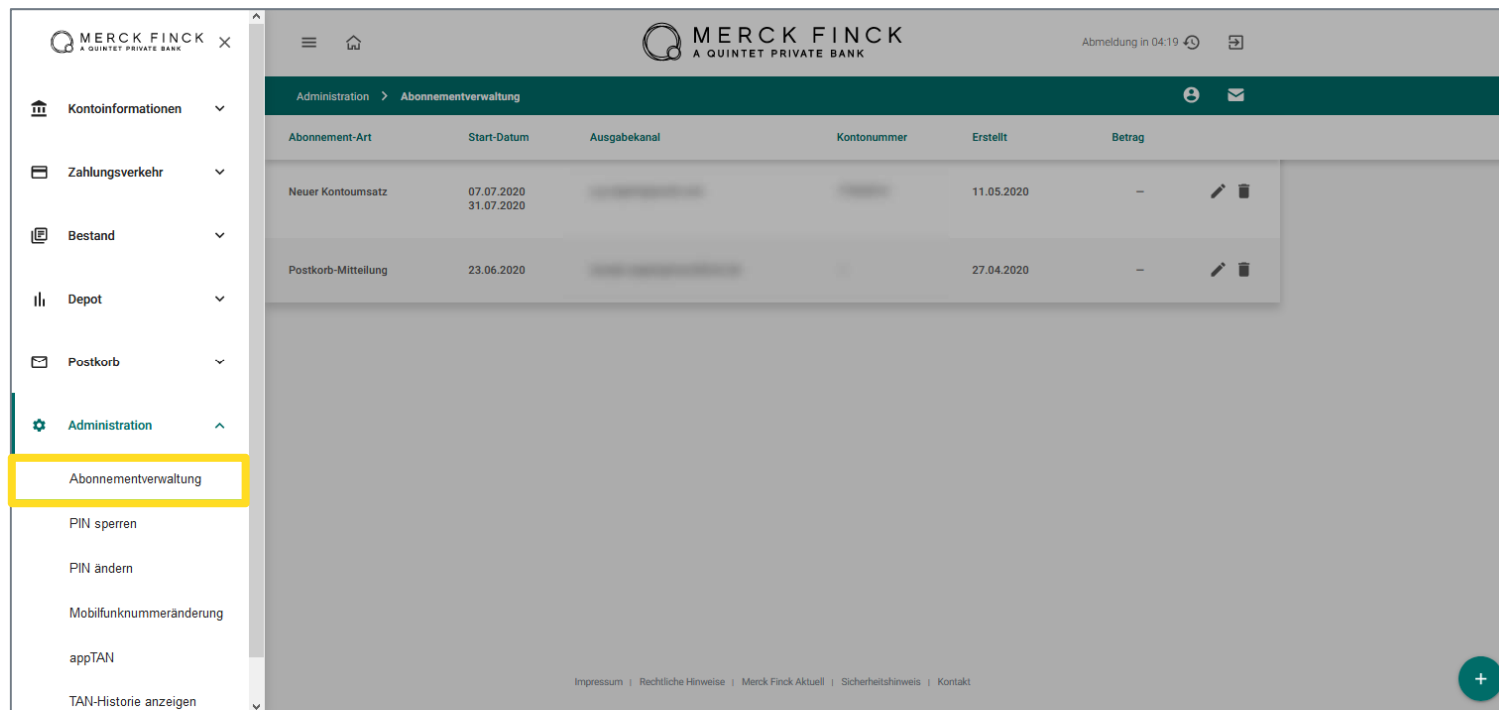 MERCK FINCK
A QUINTET PRIVATE BANK
Kontoinformationen
Zahlungsverkehr
Bestand
Depot
Postkorb
Administration
Abonnementverwaltung
PIN sperren
PIN ändern
Mobilfunknummeränderung
appTAN
TAN-Historie anzeigen
MERCK FINCK
A QUINTET PRIVATE BANK
Abmeldung in 04:19
Administration > Abonnementverwaltung
Abonnement-Art Start-Datum Ausgabekanal Kontonummer Erstellt Betrag
Neuer Kontoumsatz 07.07.2020 11.05.2020 –
31.07.2020
Postkorb-Mitteilung 23.06.2020 27.04.2020 –
Impressum | Rechtliche Hinweise | Merck Finck Aktuell | Sicherheitshinweis | Kontakt